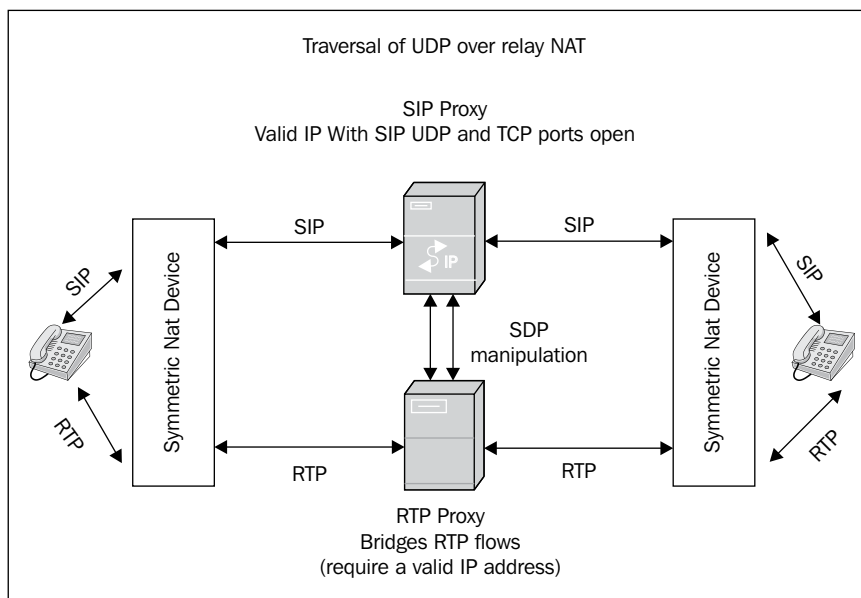 Traversal of UDP over relay NAT
SIP Proxy
Valid IP With SIP UDP and TCP ports open
SIP
SIP
SIP
SIP
Symmetric Nat Device
IP
Symmetric Nat Device
SDP
manipulation
RTP
RTP
RTP
RTP
RTP Proxy
Bridges RTP flows
(require a valid IP address)